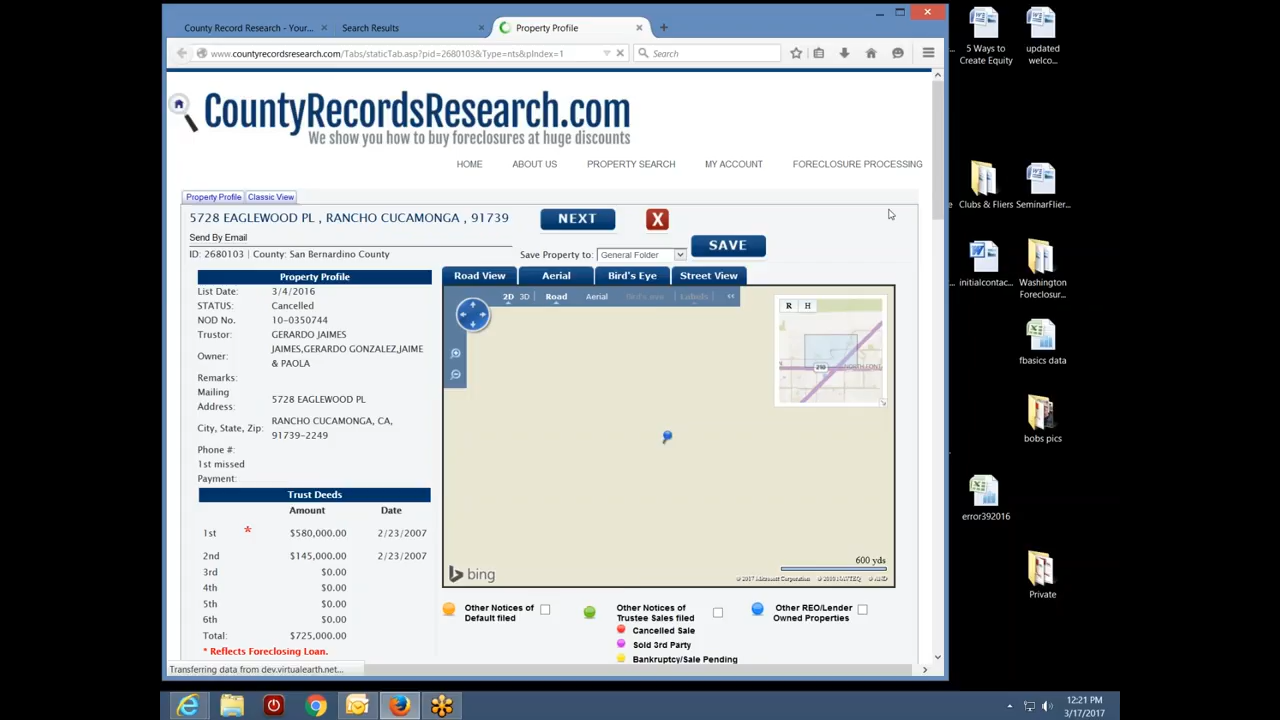 County Record Research - Your... ×
Search Results ×
Property Profile ×
www.countyrecordsresearch.com/Tabs/staticTab.asp?pid=2680103&Type=nts&pIndex=1
Search
CountyRecordsResearch.com
We show you how to buy foreclosures at huge discounts
HOME ABOUT US PROPERTY SEARCH MY ACCOUNT FORECLOSURE PROCESSING
Property Profile Classic View
5728 EAGLEWOOD PL , RANCHO CUCAMONGA , 91739
NEXT X
Send By Email
ID: 2680103 | County: San Bernardino County
Save Property to: General Folder SAVE
Property Profile
List Date: 3/4/2016
STATUS: Cancelled
NOD No. 10-0350744
Trustor: GERARDO JAIMES
Owner: JAIMES,GERARDO GONZALEZ,JAIME
& PAOLA
Remarks:
Mailing
Address: 5728 EAGLEWOOD PL
City, State, Zip: RANCHO CUCAMONGA, CA,
91739-2249
Phone #:
1st missed
Payment:
Trust Deeds
Amount Date
1st * $580,000.00 2/23/2007
2nd $145,000.00 2/23/2007
3rd $0.00
4th $0.00
5th $0.00
6th $0.00
Total: $725,000.00
* Reflects Foreclosing Loan.
Road View Aerial Bird's Eye Street View
2D 3D Road Aerial Bird's eye Labels «
R H
210
600 yds
bing
Other Notices of
Default filed
Other Notices of
Trustee Sales filed
Cancelled Sale
Sold 3rd Party
Bankruptcy/Sale Pending
Other REO/Lender
Owned Properties
Transferring data from dev.virtualearth.net...
5 Ways to
Create Equity
updated
welco...
Clubs & Fliers
SeminarFlier...
initialcontac...
Washington
Foreclosur...
fbasics data
bobs pics
error392016
Private
12:21 PM
3/17/2017